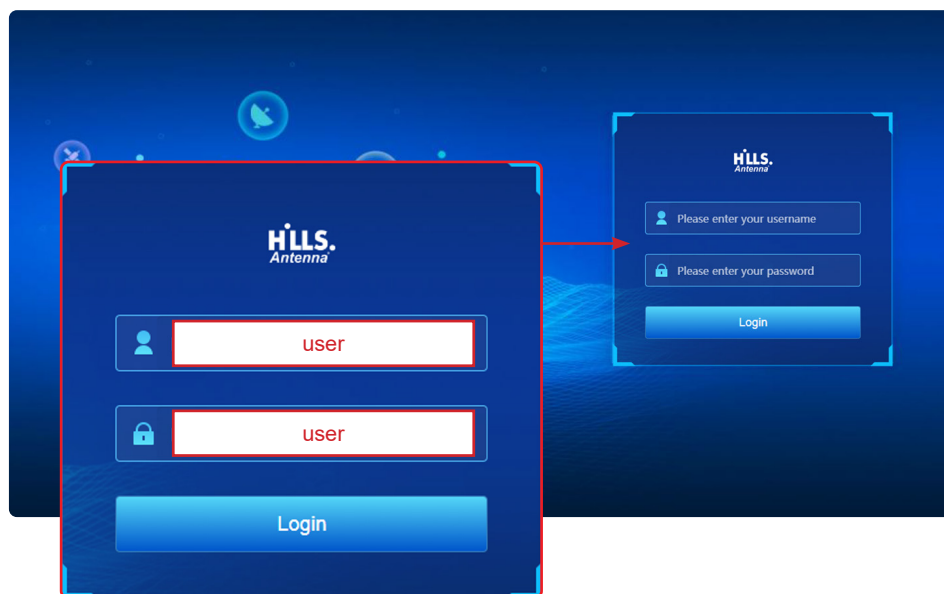 HiLLS.
Antenna
user
user
Login
HiLLS.
Antenna
Please enter your username
Please enter your password
Login